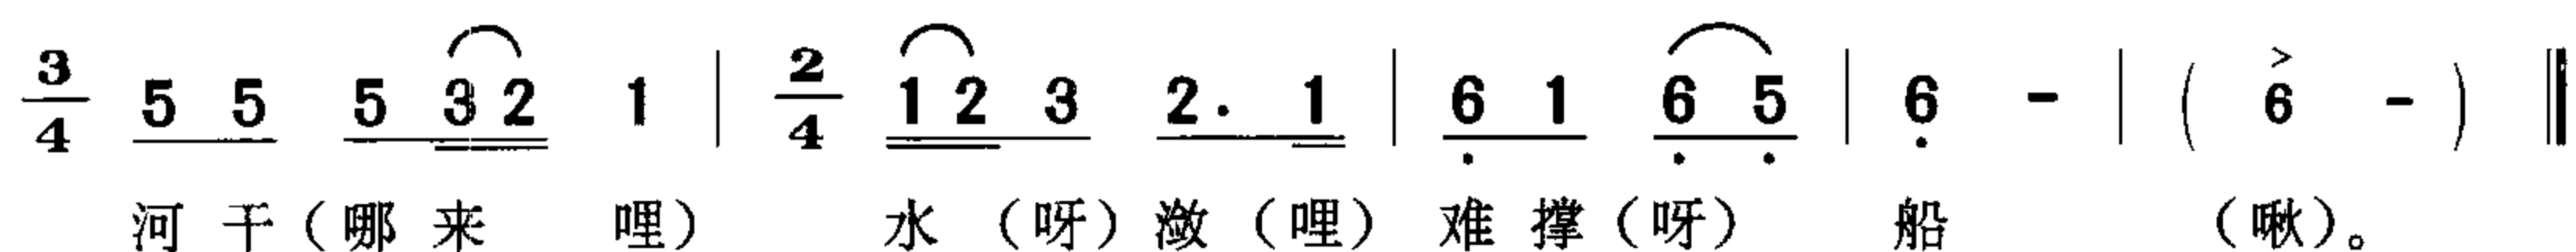 3/4 5 5 5 3 2 1 | 2/4 1 2 3 2. 1 | 6 1 6 5 | 6 - | ( 6 - ) ‖
河干(哪来 哩) 水(呀)潋(哩)难撑(呀) 船 (啾)。